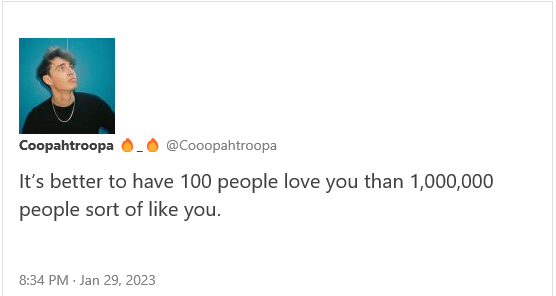 Coopahtroopa 🔥_🔥 @Cooopahtroopa
It's better to have 100 people love you than 1,000,000
people sort of like you.
8:34 PM · Jan 29, 2023